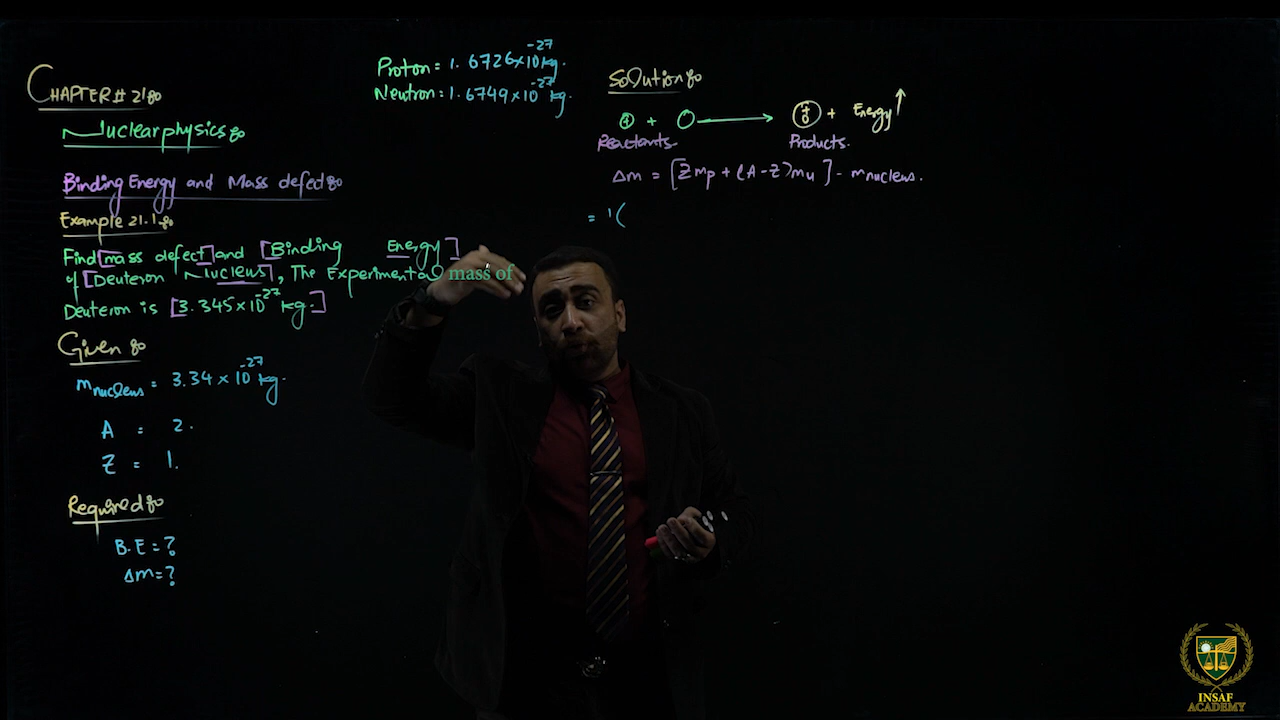 CHAPTER # 21:
Nuclear physics:
Binding Energy and Mass defect:
Example 21.1:
Find [mass defect] and [Binding Energy]
of [Deuteron Nucleus], The Experimental mass of
Deuteron is [3.345×10⁻²⁷ kg.]
Given:
m_nucleus = 3.34 × 10⁻²⁷ kg.
A = 2.
Z = 1.
Required:
B.E = ?
Δm = ?
Proton = 1.6726×10⁻²⁷ kg.
Neutron = 1.6749×10⁻²⁷ kg.
Solution:
+ + → + O + Energy ↑
Reactants Products.
Δm = [Z mp + (A-Z) mn] - m nucleus.
= 1(
INSAF
ACADEMY